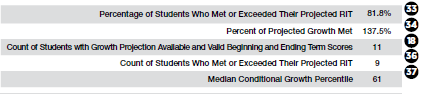 Percentage of Students Who Met or Exceeded Their Projected RIT 81.8% 33
Percent of Projected Growth Met 137.5% 34
Count of Students with Growth Projection Available and Valid Beginning and Ending Term Scores 11 18
Count of Students Who Met or Exceeded Their Projected RIT 9 36
Median Conditional Growth Percentile 61 37